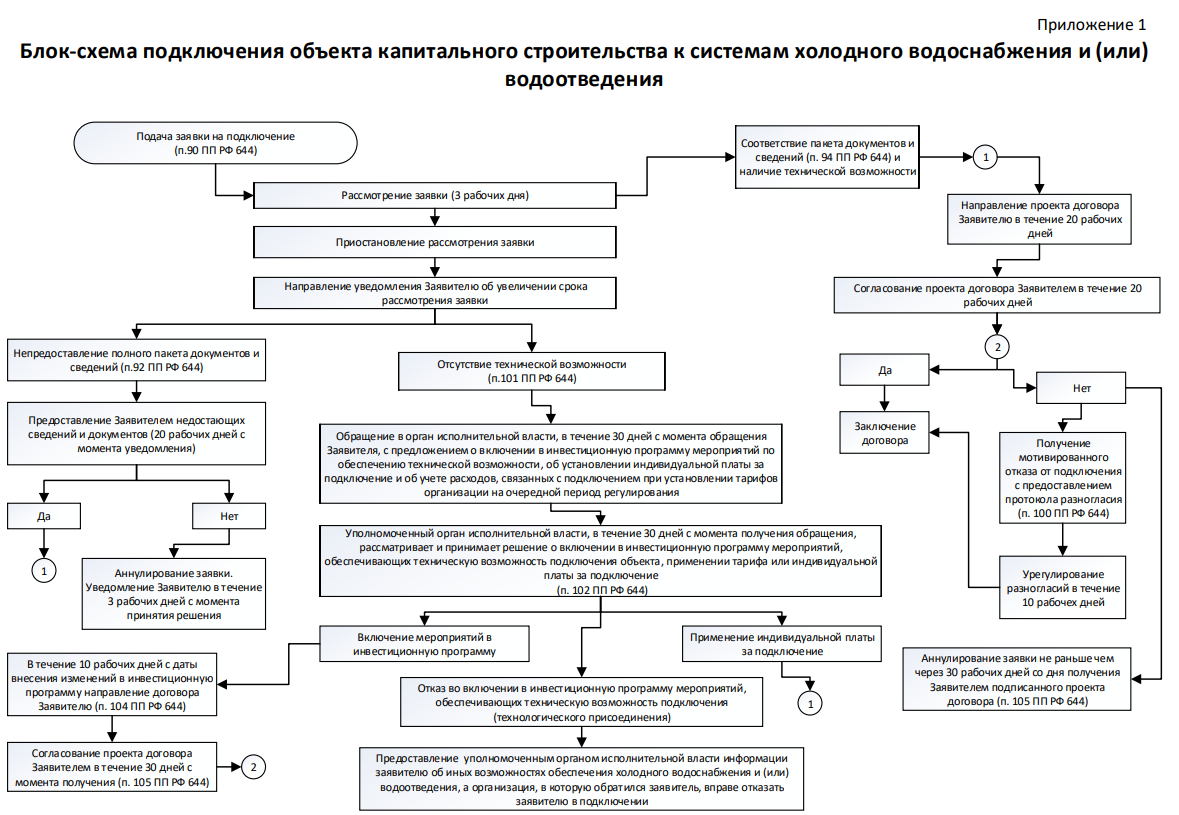 Приложение 1
Блок-схема подключения объекта капитального строительства к системам холодного водоснабжения и (или)
водоотведения
Подача заявки на подключение
(п.90 ПП РФ 644)
Рассмотрение заявки (3 рабочих дня)
Приостановление рассмотрения заявки
Направление уведомления Заявителю об увеличении срока
рассмотрения заявки
Соответствие пакета документов и
сведений (п. 94 ПП РФ 644) и
наличие технической возможности
1
Направление проекта договора
Заявителю в течение 20 рабочих
дней
Согласование проекта договора Заявителем в течение 20
рабочих дней
2
Да
Нет
Заключение
договора
Получение
мотивированного
отказа от подключения
с предоставлением
протокола разногласия
(п. 100 ПП РФ 644)
Урегулирование
разногласий в течение
10 рабочех дней
Аннулирование заявки не раньше чем
через 30 рабочих дней со дня получения
Заявителем подписанного проекта
договора (п. 105 ПП РФ 644)
Непредоставление полного пакета документов и
сведений (п.92 ПП РФ 644)
Предоставление Заявителем недостающих
сведений и документов (20 рабочих дней с
момента уведомления)
Да
Нет
1
Аннулирование заявки.
Уведомление Заявителю в течение
3 рабочих дней с момента
принятия решения
Отсутствие технической возможности
(п.101 ПП РФ 644)
Обращение в орган исполнительной власти, в течение 30 дней с момента обращения
Заявителя, с предложением о включении в инвестиционную программу мероприятий по
обеспечению технической возможности, об установлении индивидуальной платы за
подключение и об учете расходов, связанных с подключением при установлении тарифов
организации на очередной период регулирования
Уполномоченный орган исполнительной власти, в течение 30 дней с момента получения обращения,
рассматривает и принимает решение о включении в инвестиционную программу мероприятий,
обеспечивающих техническую возможность подключения объекта, применении тарифа или индивидуальной
платы за подключение
(п. 102 ПП РФ 644)
Включение мероприятий в
инвестиционную программу
Применение индивидуальной платы
за подключение
1
В течение 10 рабочих дней с даты
внесения изменений в инвестиционную
программу направление договора
Заявителю (п. 104 ПП РФ 644)
Согласование проекта договора
Заявителем в течение 30 дней с
момента получения (п. 105 ПП РФ 644)
2
Отказ во включении в инвестиционную программу мероприятий,
обеспечивающих техническую возможность подключения
(технологического присоединения)
Предоставление уполномоченным органом исполнительной власти информации
заявителю об иных возможностях обеспечения холодного водоснабжения и (или)
водоотведения, а организация, в которую обратился заявитель, вправе отказать
заявителю в подключении